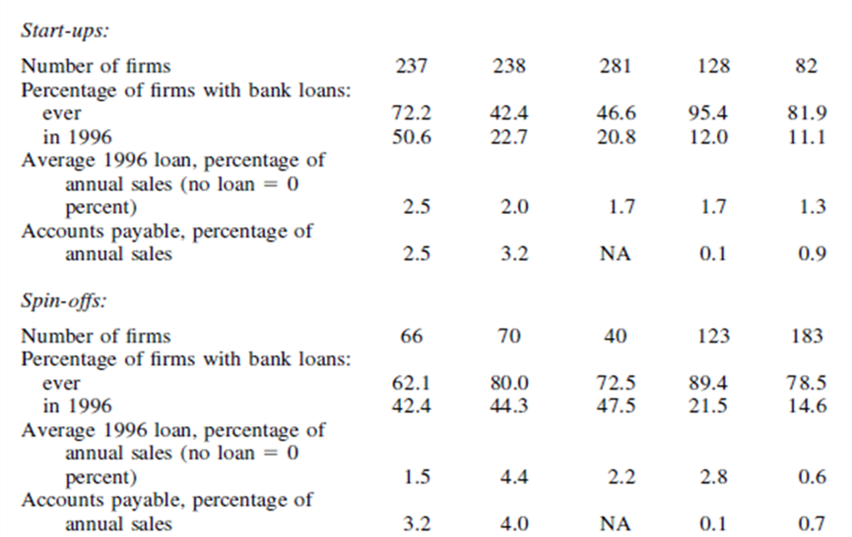 Start-ups:
Number of firms 237 238 281 128 82
Percentage of firms with bank loans:
ever 72.2 42.4 46.6 95.4 81.9
in 1996 50.6 22.7 20.8 12.0 11.1
Average 1996 loan, percentage of
annual sales (no loan = 0
percent) 2.5 2.0 1.7 1.7 1.3
Accounts payable, percentage of
annual sales 2.5 3.2 NA 0.1 0.9
Spin-offs:
Number of firms 66 70 40 123 183
Percentage of firms with bank loans:
ever 62.1 80.0 72.5 89.4 78.5
in 1996 42.4 44.3 47.5 21.5 14.6
Average 1996 loan, percentage of
annual sales (no loan = 0
percent) 1.5 4.4 2.2 2.8 0.6
Accounts payable, percentage of
annual sales 3.2 4.0 NA 0.1 0.7